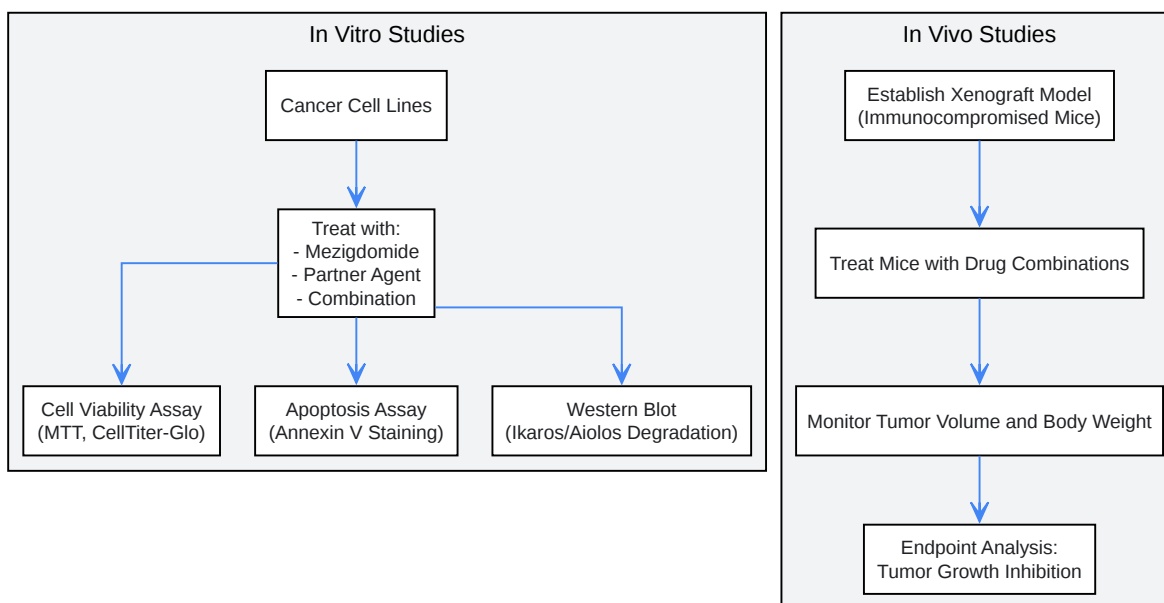 In Vitro Studies
Cancer Cell Lines
Treat with:
- Mezigdomide
- Partner Agent
- Combination
Cell Viability Assay
(MTT, CellTiter-Glo)
Apoptosis Assay
(Annexin V Staining)
Western Blot
(Ikaros/Aiolos Degradation)
In Vivo Studies
Establish Xenograft Model
(Immunocompromised Mice)
Treat Mice with Drug Combinations
Monitor Tumor Volume and Body Weight
Endpoint Analysis:
Tumor Growth Inhibition